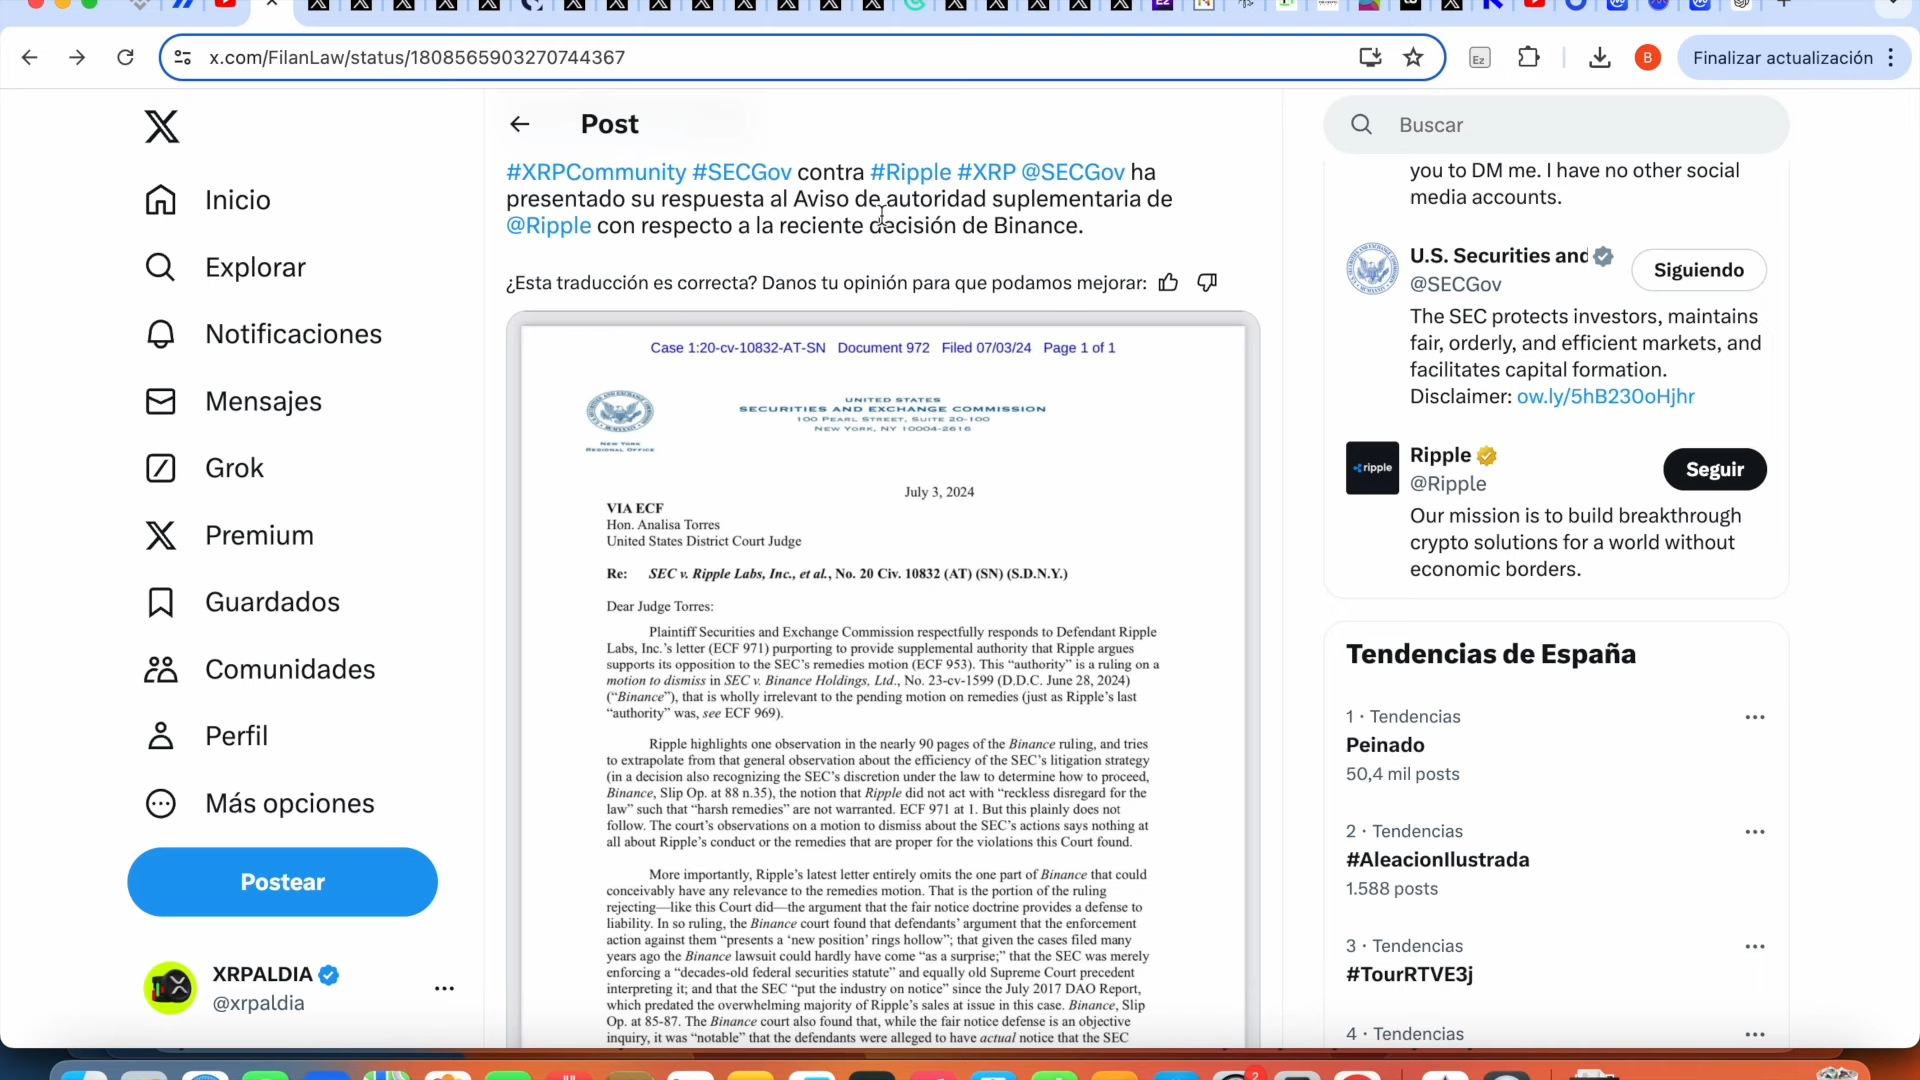 x.com/FilanLaw/status/1808565903270744367
Ez
B
Finalizar actualización
Inicio
Explorar
Notificaciones
Mensajes
Grok
Premium
Guardados
Comunidades
Perfil
Más opciones
Postear
XRPALDIA
@xrpaldia
Post
#XRPCommunity #SECGov contra #Ripple #XRP @SECGov ha
presentado su respuesta al Aviso de autoridad suplementaria de
@Ripple con respecto a la reciente decisión de Binance.
¿Esta traducción es correcta? Danos tu opinión para que podamos mejorar:
Case 1:20-cv-10832-AT-SN Document 972 Filed 07/03/24 Page 1 of 1
UNITED STATES
SECURITIES AND EXCHANGE COMMISSION
100 PEARL STREET, SUITE 20-100
NEW YORK, NY 10004-2616
NEW YORK
REGIONAL OFFICE
July 3, 2024
VIA ECF
Hon. Analisa Torres
United States District Court Judge
Re: SEC v. Ripple Labs, Inc., et al., No. 20 Civ. 10832 (AT) (SN) (S.D.N.Y.)
Dear Judge Torres:
Plaintiff Securities and Exchange Commission respectfully responds to Defendant Ripple
Labs, Inc.'s letter (ECF 971) purporting to provide supplemental authority that Ripple argues
supports its opposition to the SEC's remedies motion (ECF 953). This “authority” is a ruling on a
motion to dismiss in SEC v. Binance Holdings, Ltd., No. 23-cv-1599 (D.D.C. June 28, 2024)
(“Binance”), that is wholly irrelevant to the pending motion on remedies (just as Ripple's last
“authority” was, see ECF 969).
Ripple highlights one observation in the nearly 90 pages of the Binance ruling, and tries
to extrapolate from that general observation about the efficiency of the SEC's litigation strategy
(in a decision also recognizing the SEC's discretion under the law to determine how to proceed,
Binance, Slip Op. at 88 n.35), the notion that Ripple did not act with “reckless disregard for the
law” such that “harsh remedies” are not warranted. ECF 971 at 1. But this plainly does not
follow. The court's observations on a motion to dismiss about the SEC's actions says nothing at
all about Ripple's conduct or the remedies that are proper for the violations this Court found.
More importantly, Ripple's latest letter entirely omits the one part of Binance that could
conceivably have any relevance to the remedies motion. That is the portion of the ruling
rejecting—like this Court did—the argument that the fair notice doctrine provides a defense to
liability. In so ruling, the Binance court found that defendants' argument that the enforcement
action against them “presents a ‘new position’ rings hollow”; that given the cases filed many
years ago the Binance lawsuit could hardly have come “as a surprise;” that the SEC was merely
enforcing a “decades-old federal securities statute” and equally old Supreme Court precedent
interpreting it; and that the SEC “put the industry on notice” since the July 2017 DAO Report,
which predated the overwhelming majority of Ripple's sales at issue in this case. Binance, Slip
Op. at 85-87. The Binance court also found that, while the fair notice defense is an objective
inquiry, it was “notable” that the defendants were alleged to have actual notice that the SEC
Buscar
you to DM me. I have no other social
media accounts.
U.S. Securities and
@SECGov
Siguiendo
The SEC protects investors, maintains
fair, orderly, and efficient markets, and
facilitates capital formation.
Disclaimer: ow.ly/5hB230oHjhr
ripple
Ripple
@Ripple
Seguir
Our mission is to build breakthrough
crypto solutions for a world without
economic borders.
Tendencias de España
1 · Tendencias
Peinado
50,4 mil posts
2 · Tendencias
#AleacionIlustrada
1.588 posts
3 · Tendencias
#TourRTVE3j
4 · Tendencias
2